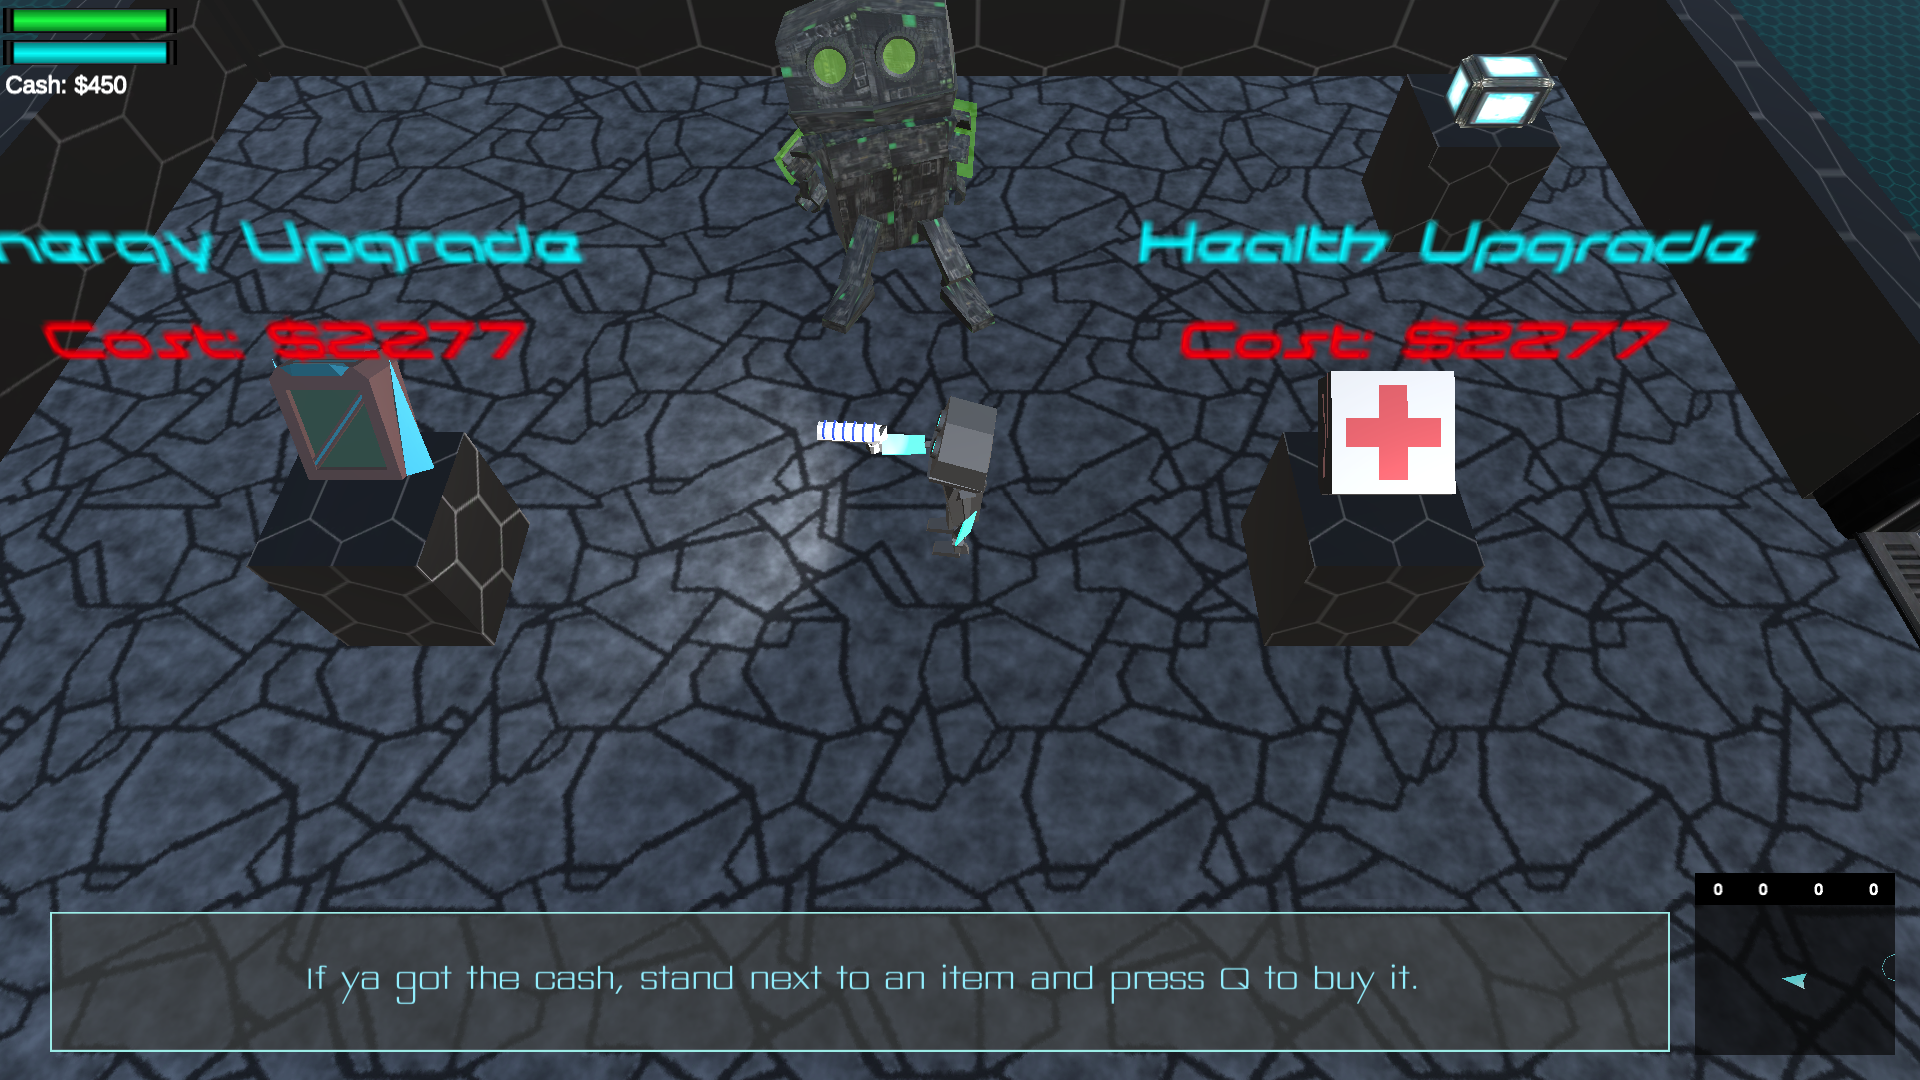 Cash: $450
nergy Upgrade
Health Upgrade
Cost: $2277
Cost: $2277
0 0 0 0
If ya got the cash, stand next to an item and press Q to buy it.